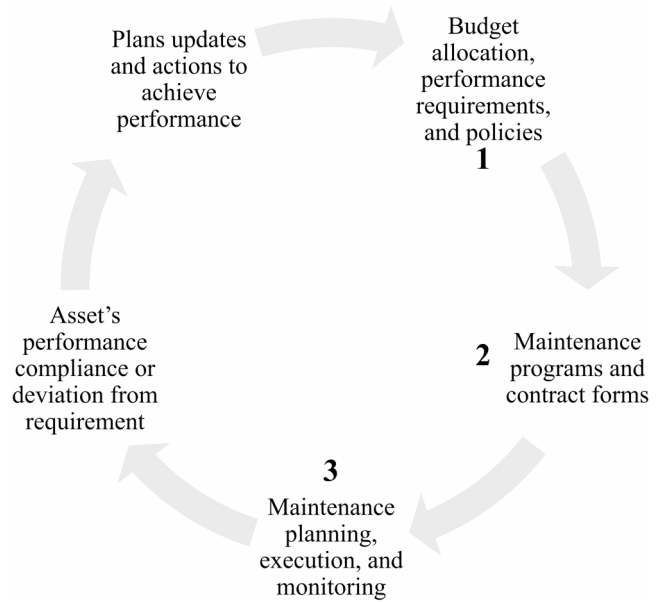 Plans updates
and actions to
achieve
performance
Budget
allocation,
performance
requirements,
and policies
1
2
Maintenance
programs and
contract forms
3
Maintenance
planning,
execution, and
monitoring
Asset’s
performance
compliance or
deviation from
requirement